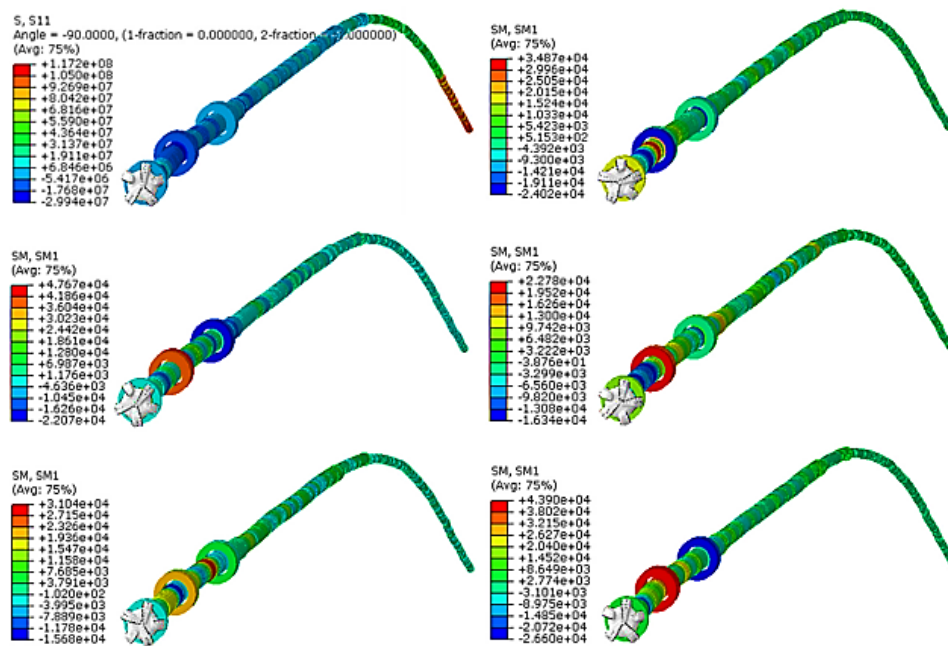 S, S11
Angle = -90.0000, (1-fraction = 0.000000, 2-fraction = -1.000000)
(Avg: 75%)
+1.172e+08
+1.050e+08
+9.269e+07
+8.042e+07
+6.816e+07
+5.590e+07
+4.364e+07
+3.137e+07
+1.911e+07
+6.846e+06
-5.417e+06
-1.768e+07
-2.994e+07
SM, SM1
(Avg: 75%)
+3.487e+04
+2.996e+04
+2.505e+04
+2.015e+04
+1.524e+04
+1.033e+04
+5.423e+03
+5.153e+02
-4.392e+03
-9.300e+03
-1.421e+04
-1.911e+04
-2.402e+04
SM, SM1
(Avg: 75%)
+4.767e+04
+4.186e+04
+3.604e+04
+3.023e+04
+2.442e+04
+1.861e+04
+1.280e+04
+6.987e+03
+1.176e+03
-4.636e+03
-1.045e+04
-1.626e+04
-2.207e+04
SM, SM1
(Avg: 75%)
+2.278e+04
+1.952e+04
+1.626e+04
+1.300e+04
+9.742e+03
+6.482e+03
+3.222e+03
-3.876e+01
-3.299e+03
-6.560e+03
-9.820e+03
-1.308e+04
-1.634e+04
SM, SM1
(Avg: 75%)
+3.104e+04
+2.715e+04
+2.326e+04
+1.936e+04
+1.547e+04
+1.158e+04
+7.685e+03
+3.791e+03
-1.020e+02
-3.995e+03
-7.889e+03
-1.178e+04
-1.568e+04
SM, SM1
(Avg: 75%)
+4.390e+04
+3.802e+04
+3.215e+04
+2.627e+04
+2.040e+04
+1.452e+04
+8.649e+03
+2.774e+03
-3.101e+03
-8.975e+03
-1.485e+04
-2.072e+04
-2.660e+04